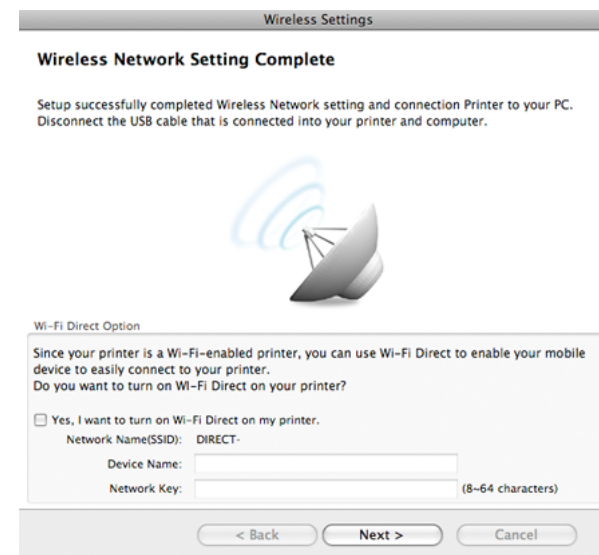 Wireless Settings
Wireless Network Setting Complete
Setup successfully completed Wireless Network setting and connection Printer to your PC.
Disconnect the USB cable that is connected into your printer and computer.
Wi-Fi Direct Option
Since your printer is a Wi-Fi-enabled printer, you can use Wi-Fi Direct to enable your mobile
device to easily connect to your printer.
Do you want to turn on WI-Fi Direct on your printer?
Yes, I want to turn on Wi-Fi Direct on my printer.
Network Name(SSID): DIRECT-
Device Name:
Network Key: (8~64 characters)
< Back Next > Cancel